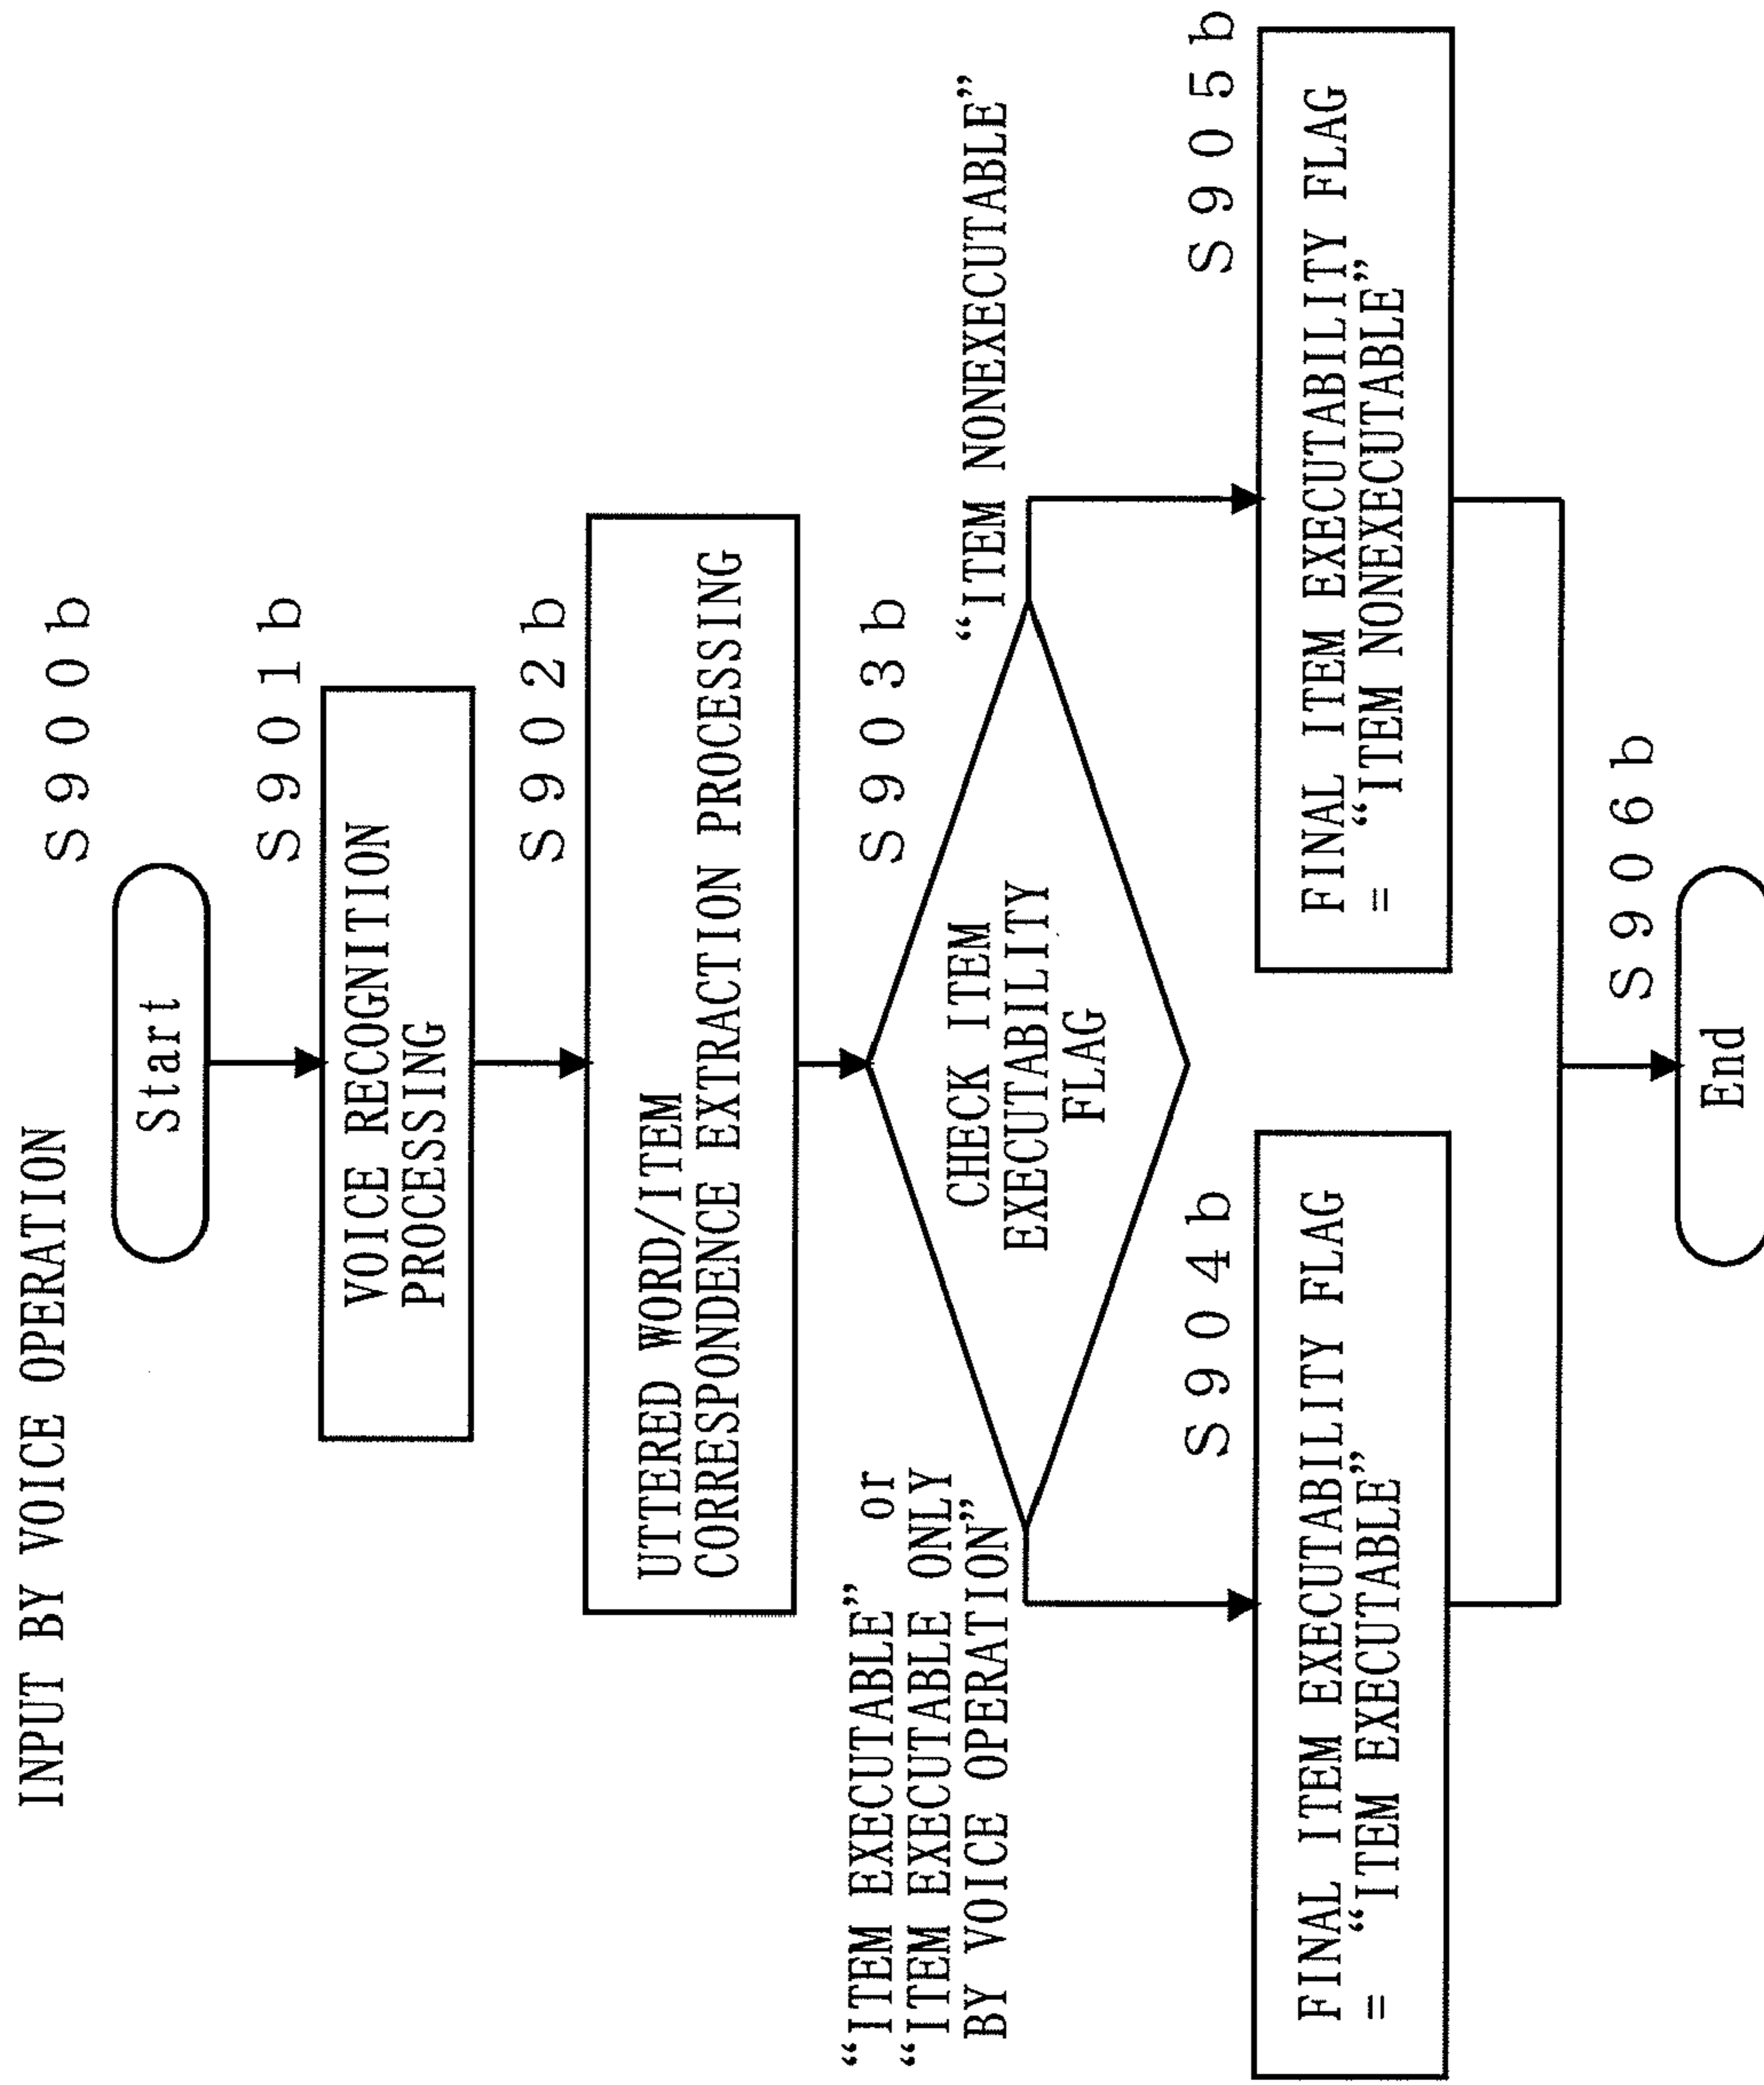 INPUT BY VOICE OPERATION
S900b
Start
S901b
VOICE RECOGNITION
PROCESSING
S902b
UTTERED WORD/ITEM
CORRESPONDENCE EXTRACTION PROCESSING
S903b
CHECK ITEM
EXECUTABILITY
FLAG
“ITEM EXECUTABLE” or
“ITEM EXECUTABLE ONLY
BY VOICE OPERATION”
“ITEM NONEXECUTABLE”
S904b
FINAL ITEM EXECUTABILITY FLAG
= “ITEM EXECUTABLE”
S905b
FINAL ITEM EXECUTABILITY FLAG
= “ITEM NONEXECUTABLE”
S906b
End